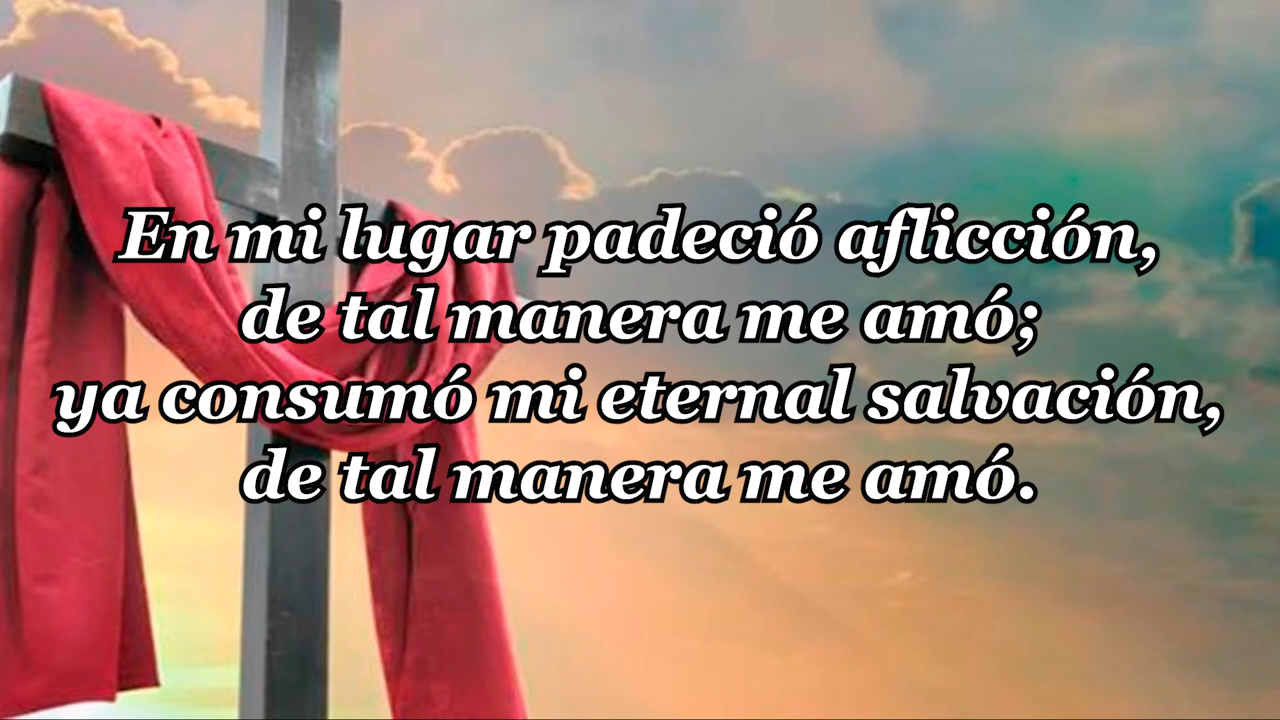 En mi lugar padeció aflicción,
de tal manera me amó;
ya consumó mi eternal salvación,
de tal manera me amó.